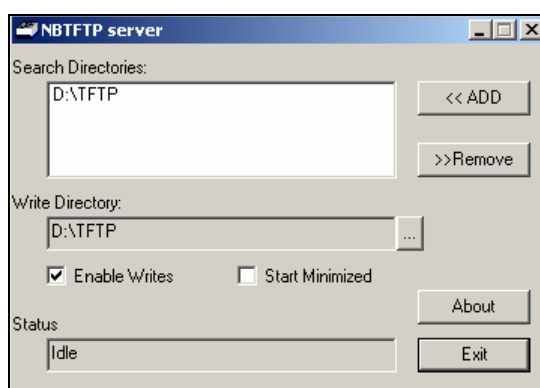 NBTFTP server
Search Directories:
D:\TFTP
<< ADD
>>Remove
Write Directory:
D:\TFTP
...
Enable Writes
Start Minimized
About
Status
Idle
Exit